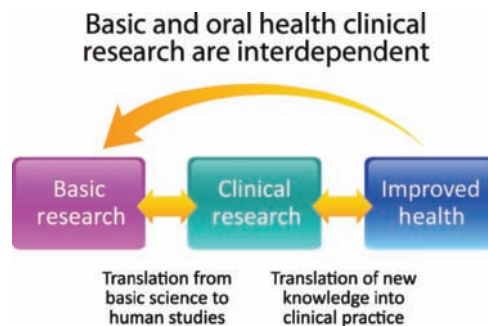 Basic and oral health clinical
research are interdependent
Basic
research
Clinical
research
Improved
health
Translation from
basic science to
human studies
Translation of new
knowledge into
clinical practice